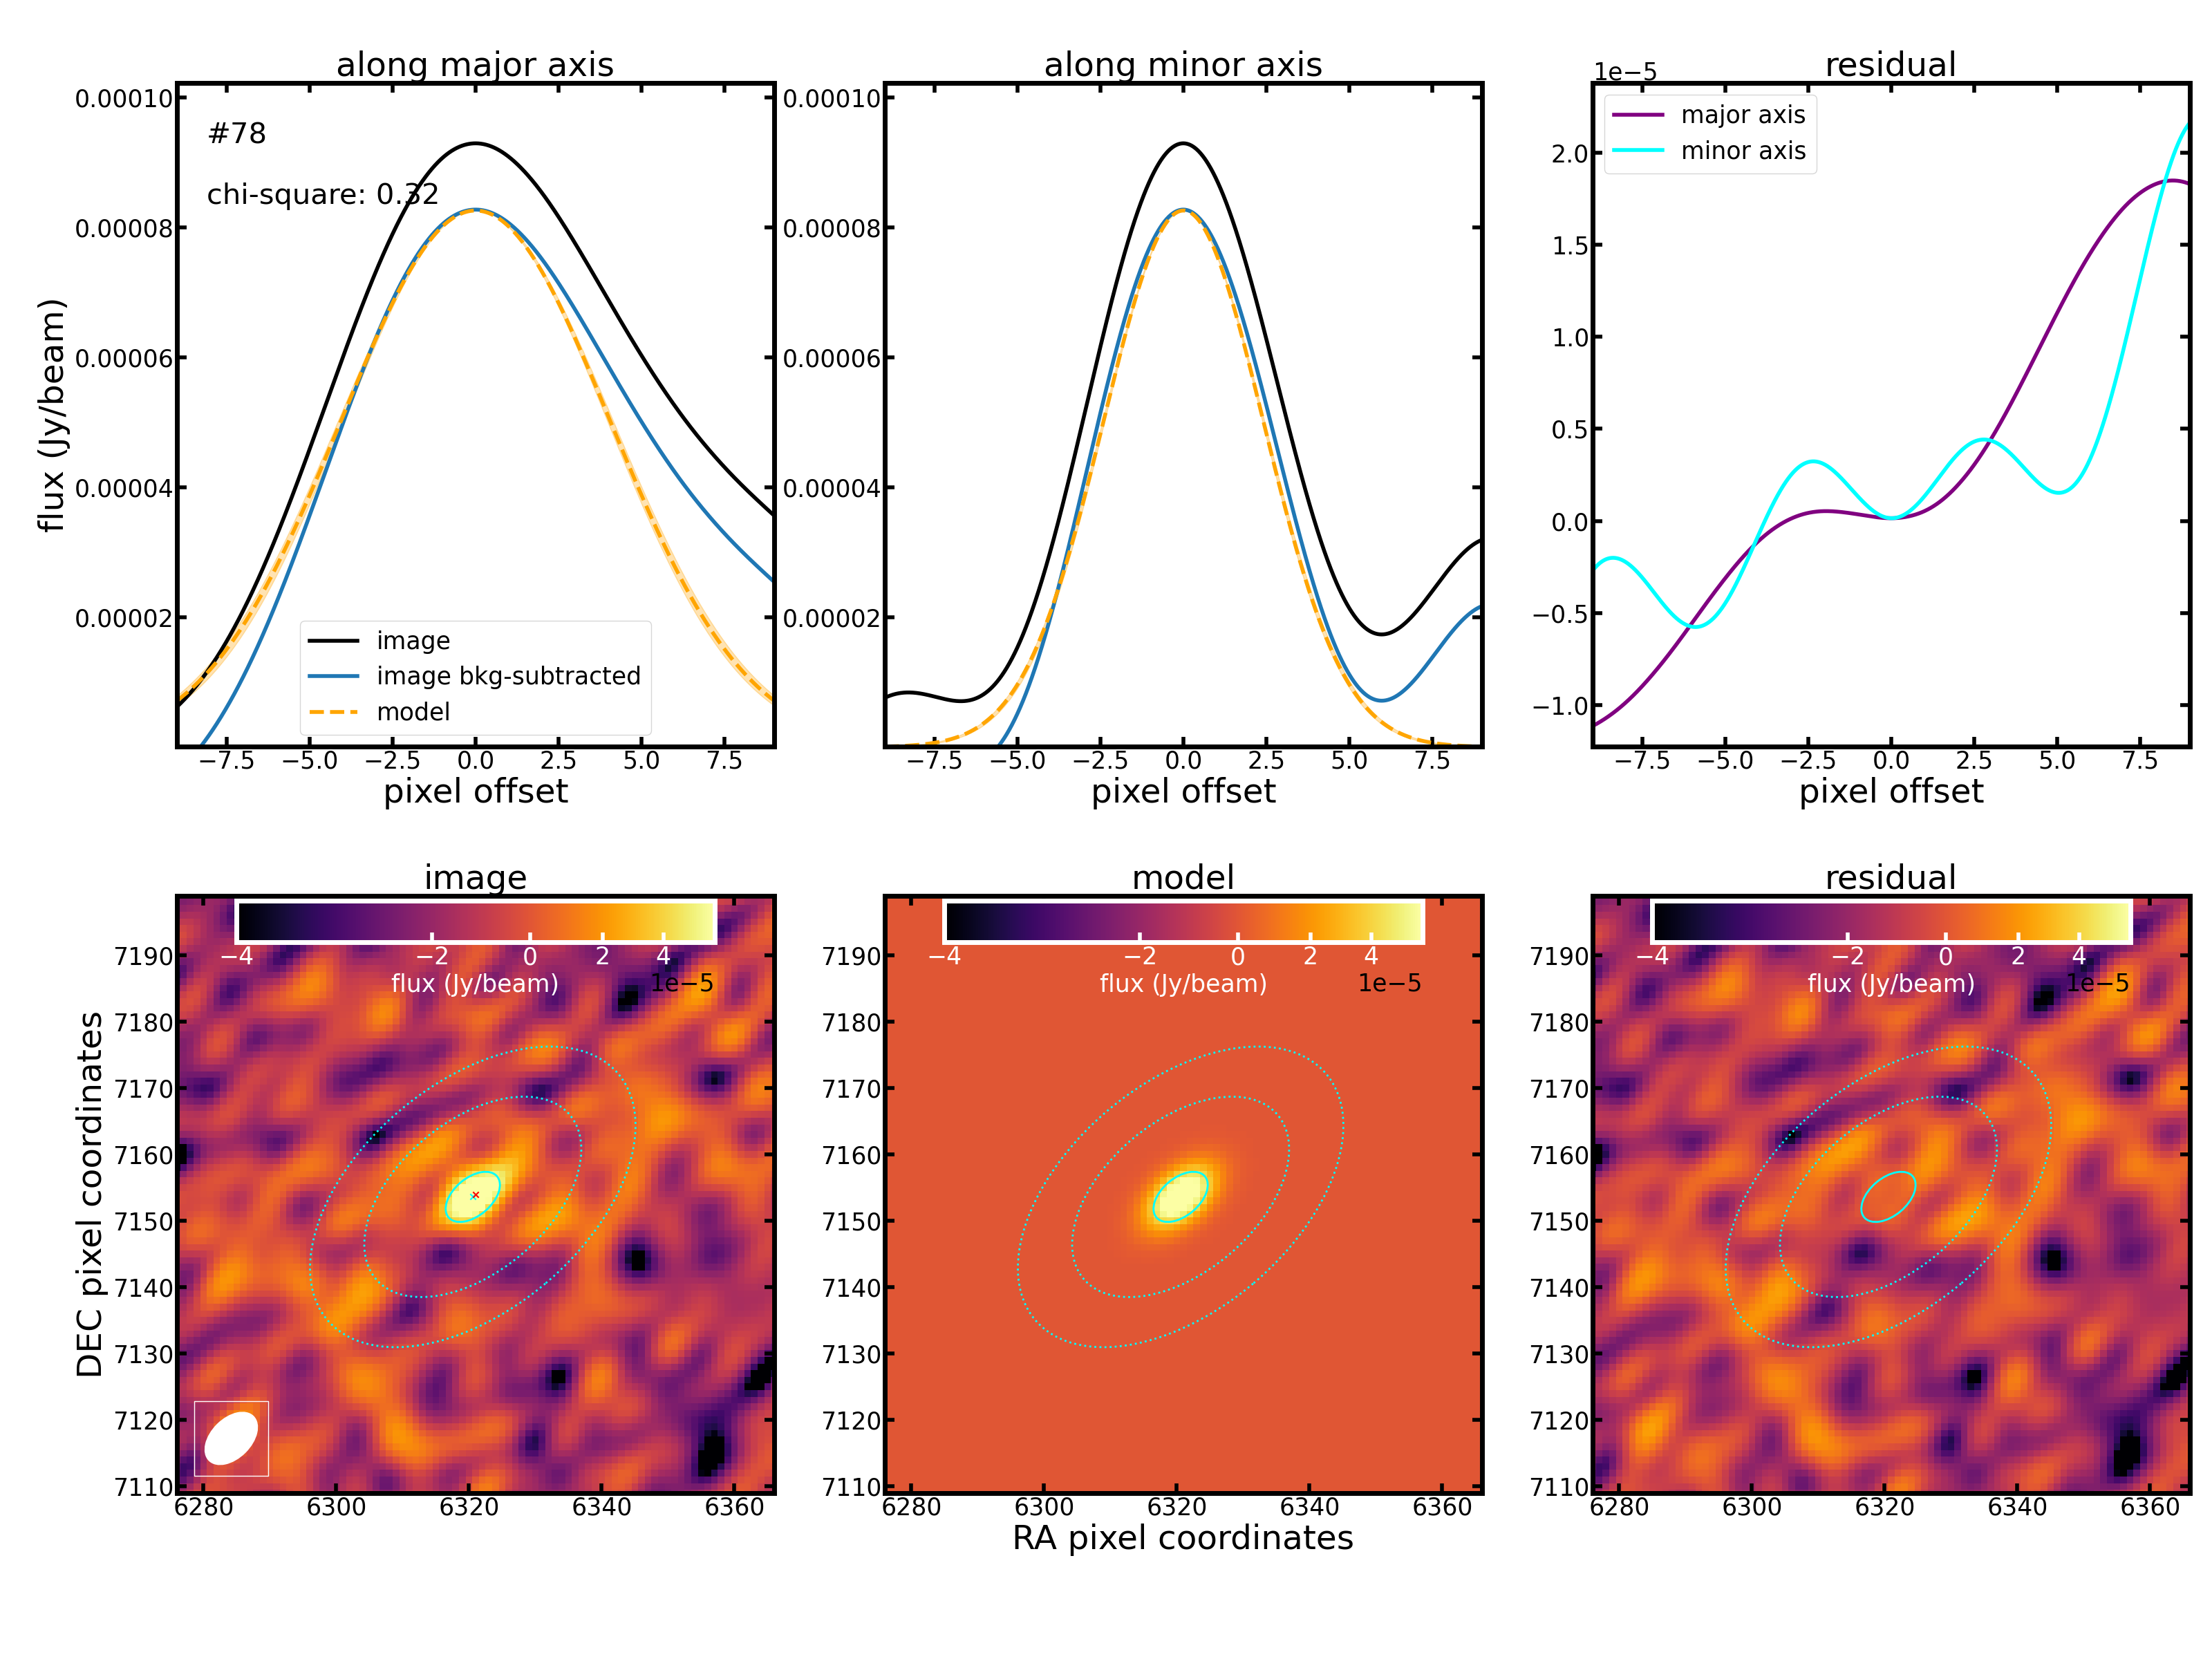 along major axis
along minor axis
residual
1e−5
0.00010
0.00008
0.00006
0.00004
0.00002
#78
chi-square: 0.32
image
image bkg-subtracted
model
flux (Jy/beam)
−7.5 −5.0 −2.5 0.0 2.5 5.0 7.5
pixel offset
0.00010
0.00008
0.00006
0.00004
0.00002
−7.5 −5.0 −2.5 0.0 2.5 5.0 7.5
pixel offset
major axis
minor axis
2.0
1.5
1.0
0.5
0.0
−0.5
−1.0
−7.5 −5.0 −2.5 0.0 2.5 5.0 7.5
pixel offset
image
−4 −2 0 2 4
flux (Jy/beam) 1e−5
DEC pixel coordinates
7190
7180
7170
7160
7150
7140
7130
7120
7110
6280 6300 6320 6340 6360
model
−4 −2 0 2 4
flux (Jy/beam) 1e−5
7190
7180
7170
7160
7150
7140
7130
7120
7110
6280 6300 6320 6340 6360
RA pixel coordinates
residual
−4 −2 0 2 4
flux (Jy/beam) 1e−5
7190
7180
7170
7160
7150
7140
7130
7120
7110
6280 6300 6320 6340 6360